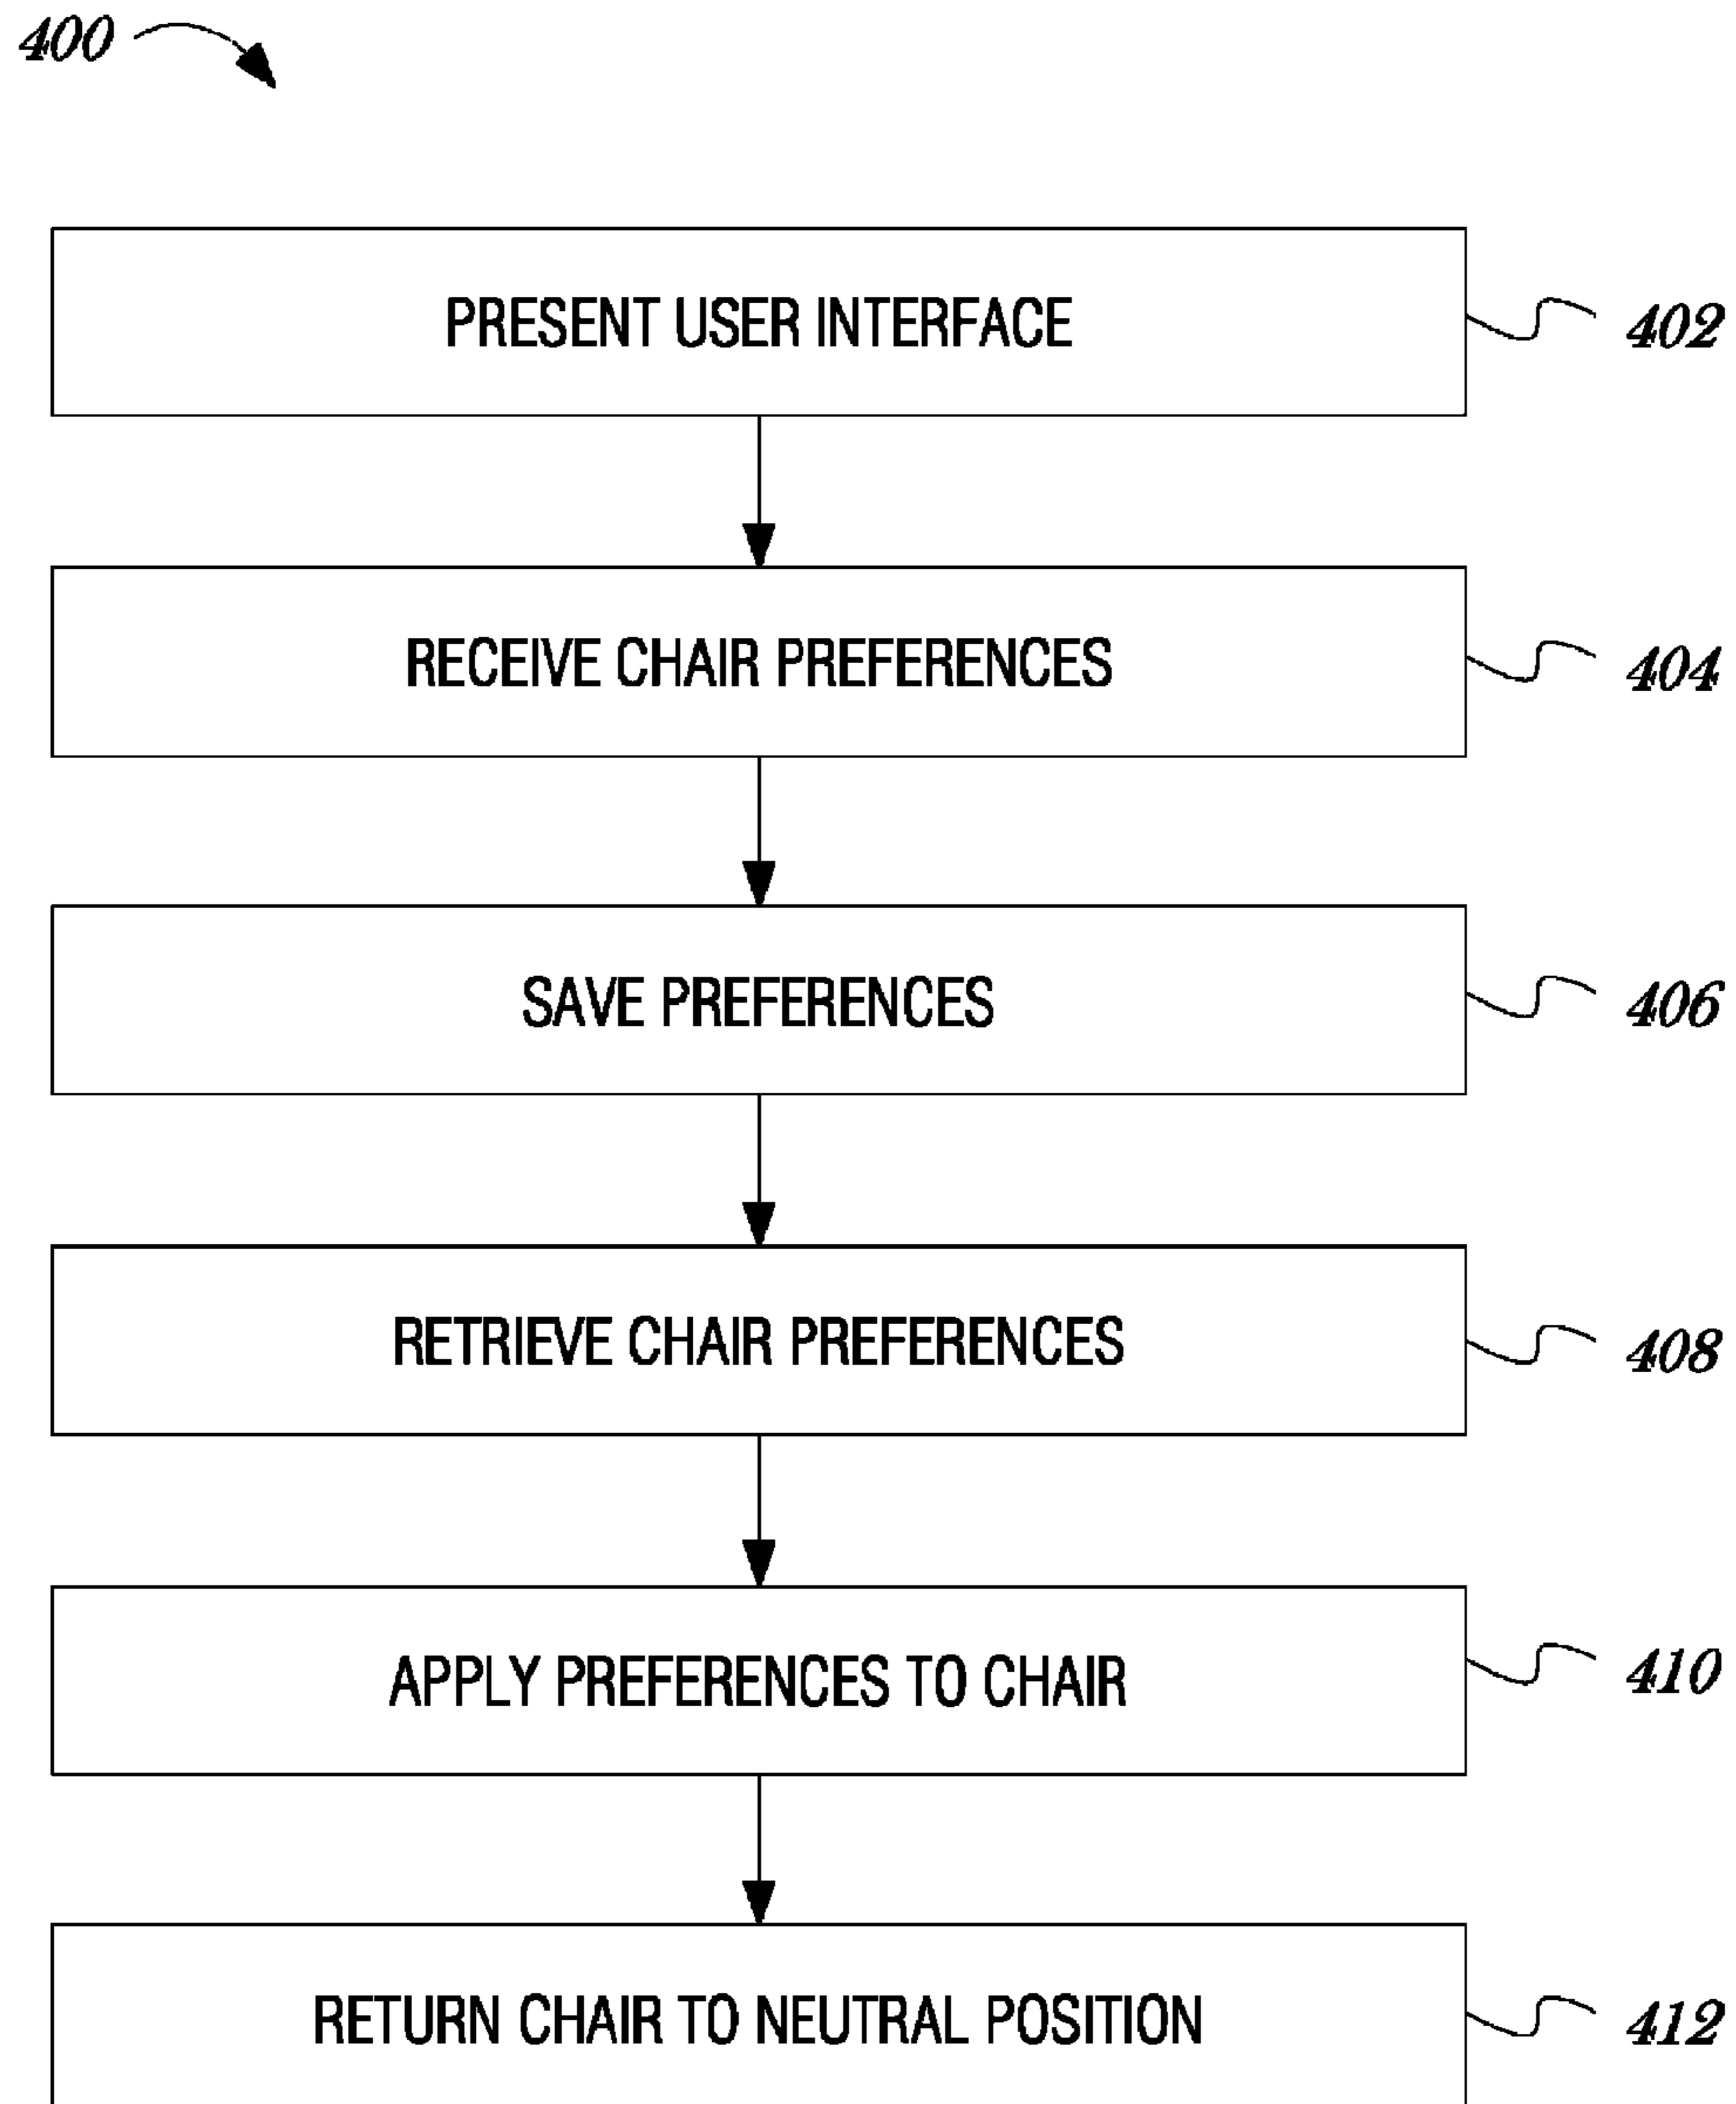 400
PRESENT USER INTERFACE
402
RECEIVE CHAIR PREFERENCES
404
SAVE PREFERENCES
406
RETRIEVE CHAIR PREFERENCES
408
APPLY PREFERENCES TO CHAIR
410
RETURN CHAIR TO NEUTRAL POSITION
412